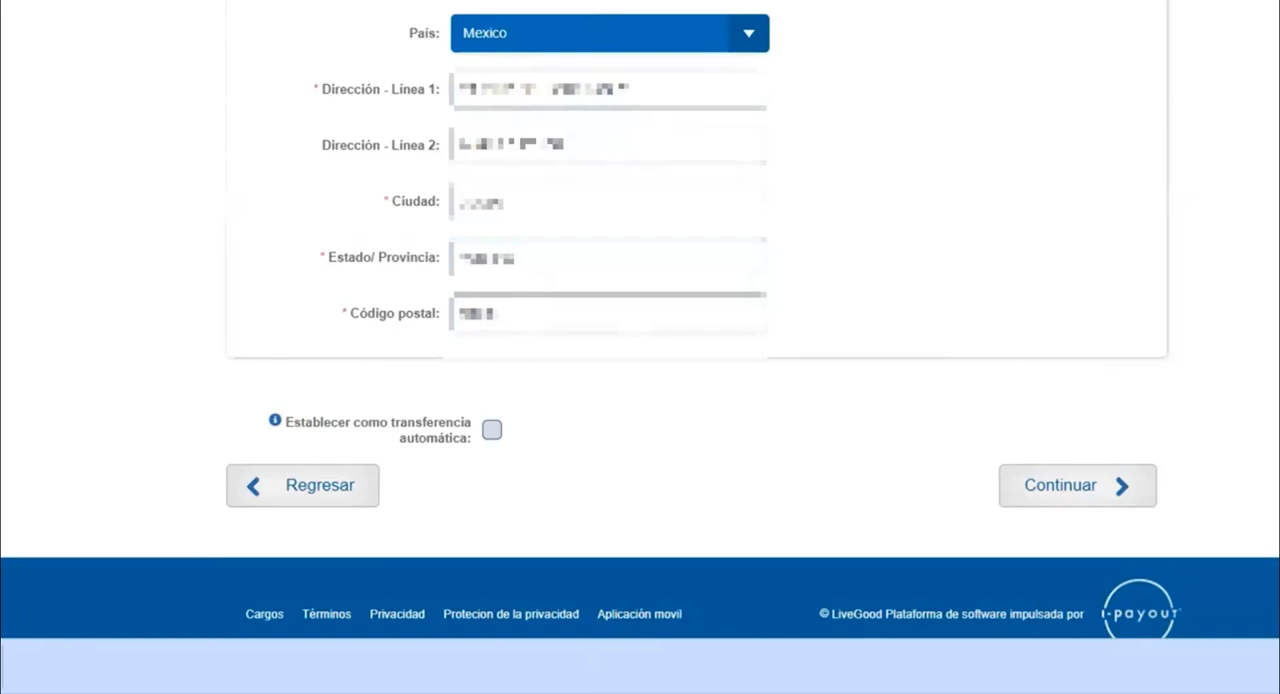 País: Mexico
* Dirección - Línea 1:
Dirección - Línea 2:
* Ciudad:
* Estado/ Provincia:
* Código postal:
Establecer como transferencia
automática:
Regresar
Continuar
Cargos Términos Privacidad Protecion de la privacidad Aplicación movil © LiveGood Plataforma de software impulsada por i-payout